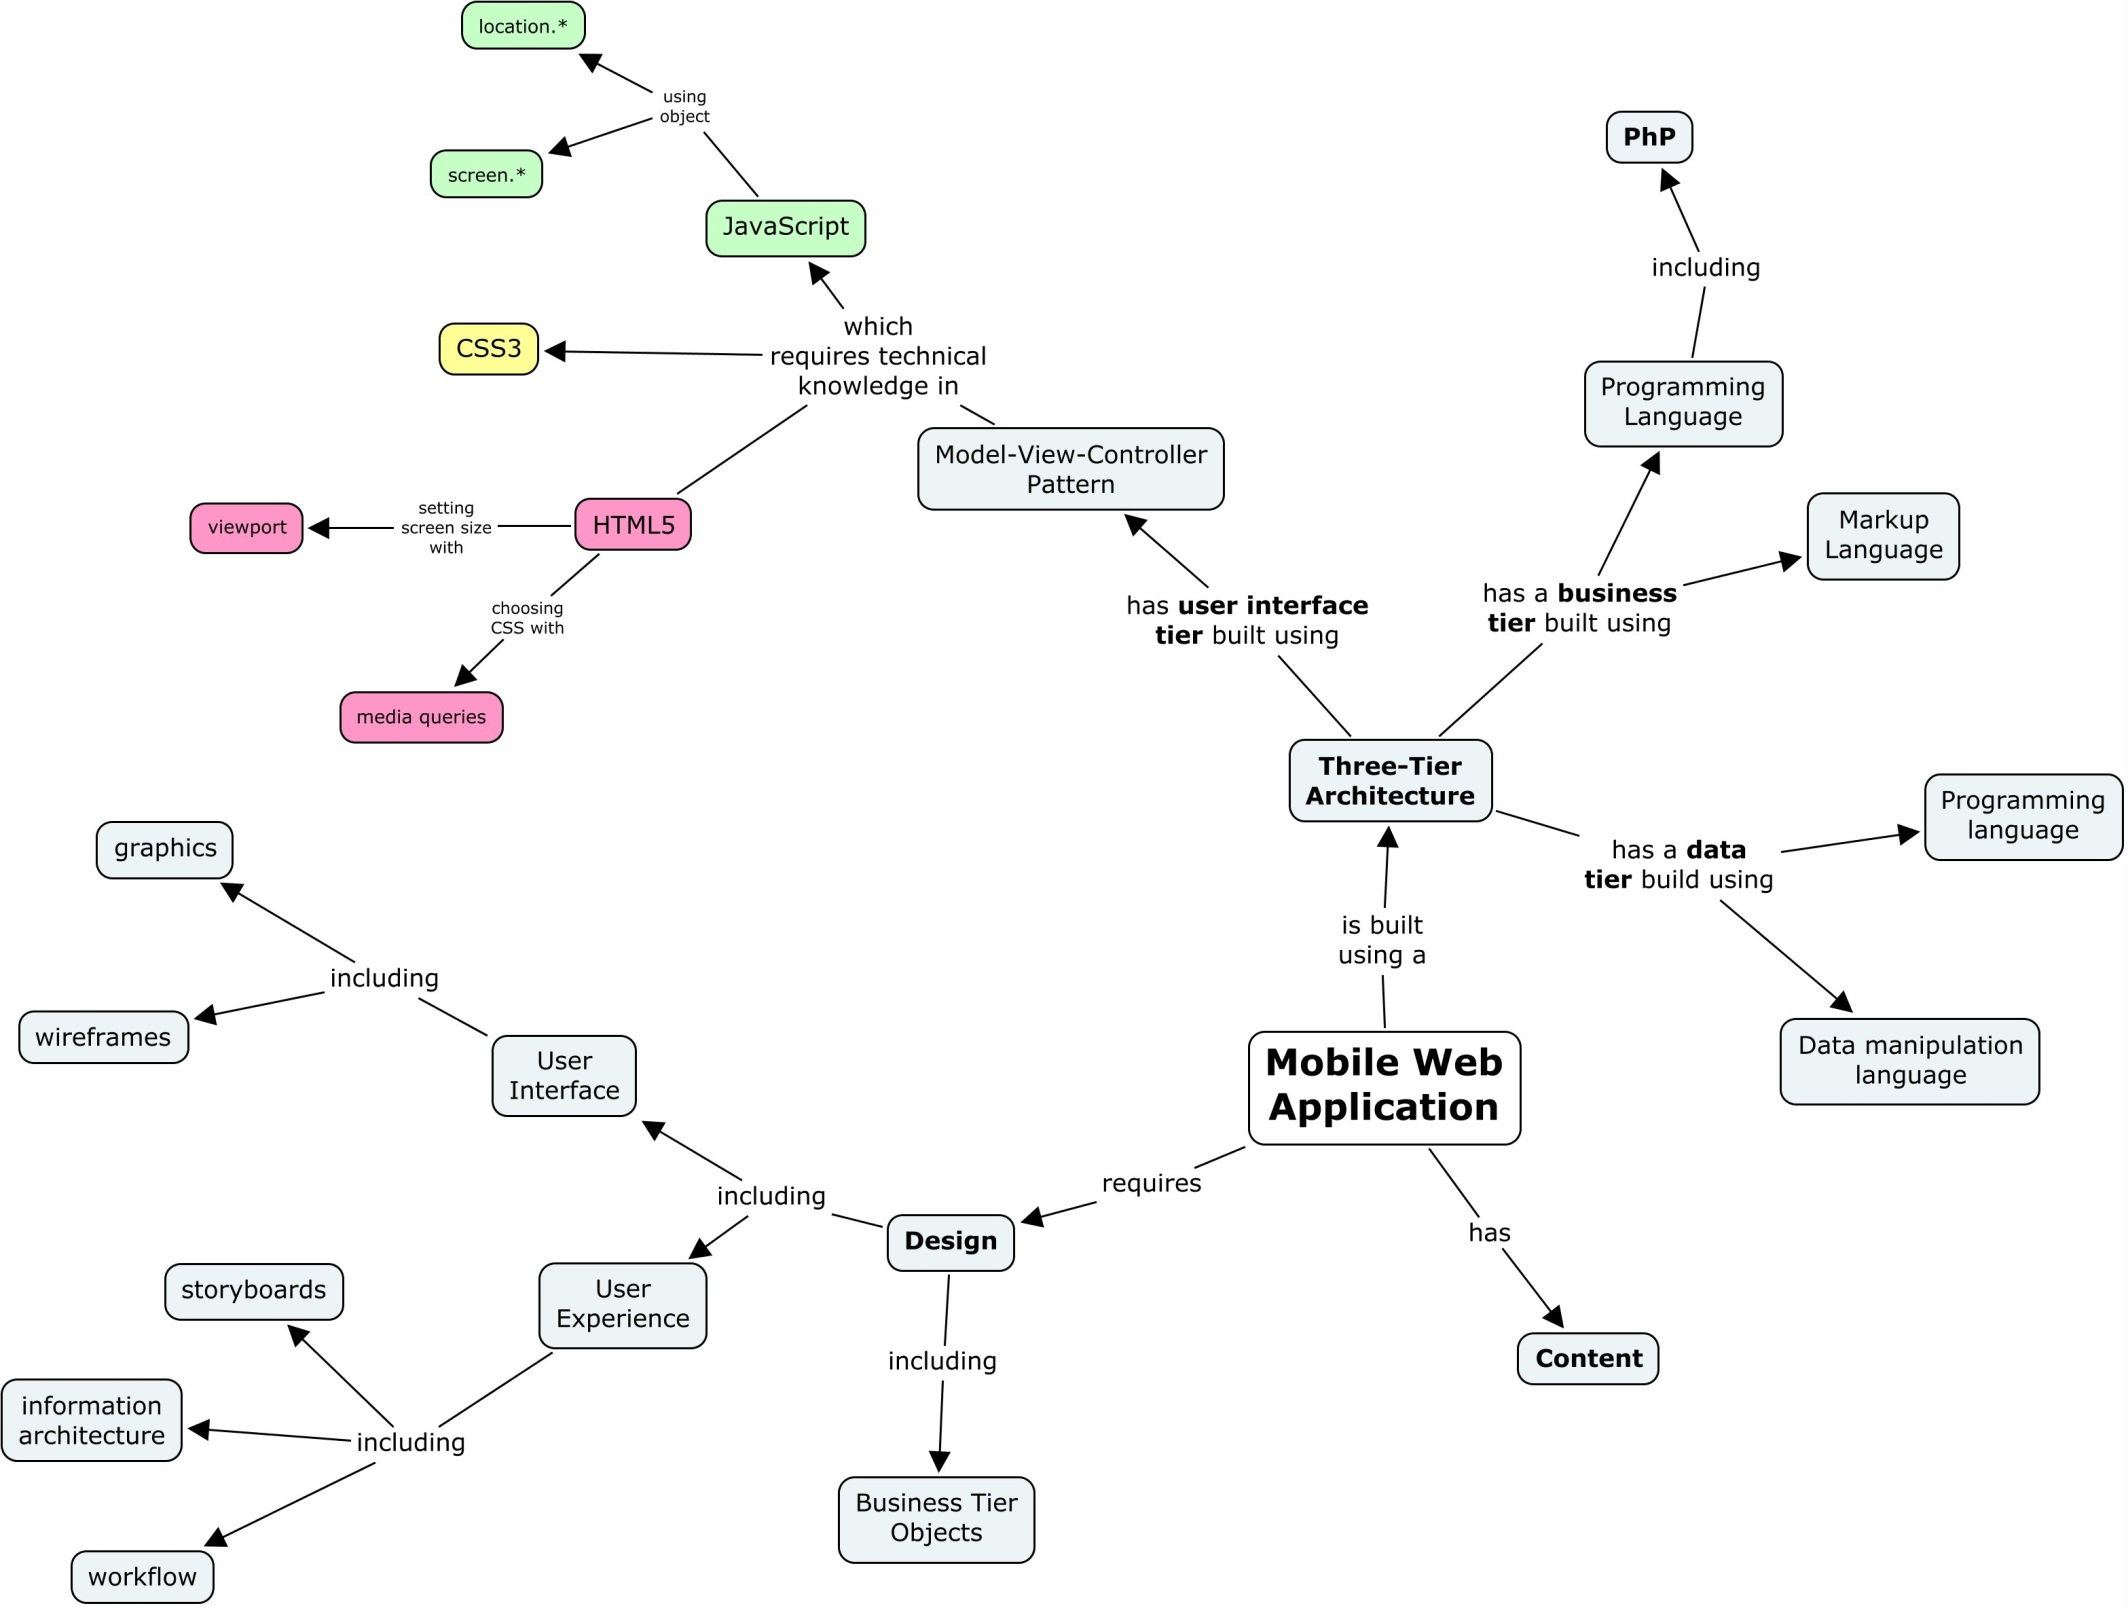 location.*
using
object
screen.*
JavaScript
which
requires technical
knowledge in
CSS3
Model-View-Controller
Pattern
HTML5
setting
screen size
with
viewport
choosing
CSS with
media queries
PhP
including
Programming
Language
Markup
Language
has user interface
tier built using
has a business
tier built using
Three-Tier
Architecture
has a data
tier build using
Programming
language
Data manipulation
language
is built
using a
Mobile Web
Application
requires
has
Content
Design
including
User
Interface
including
graphics
wireframes
User
Experience
including
storyboards
information
architecture
workflow
including
Business Tier
Objects